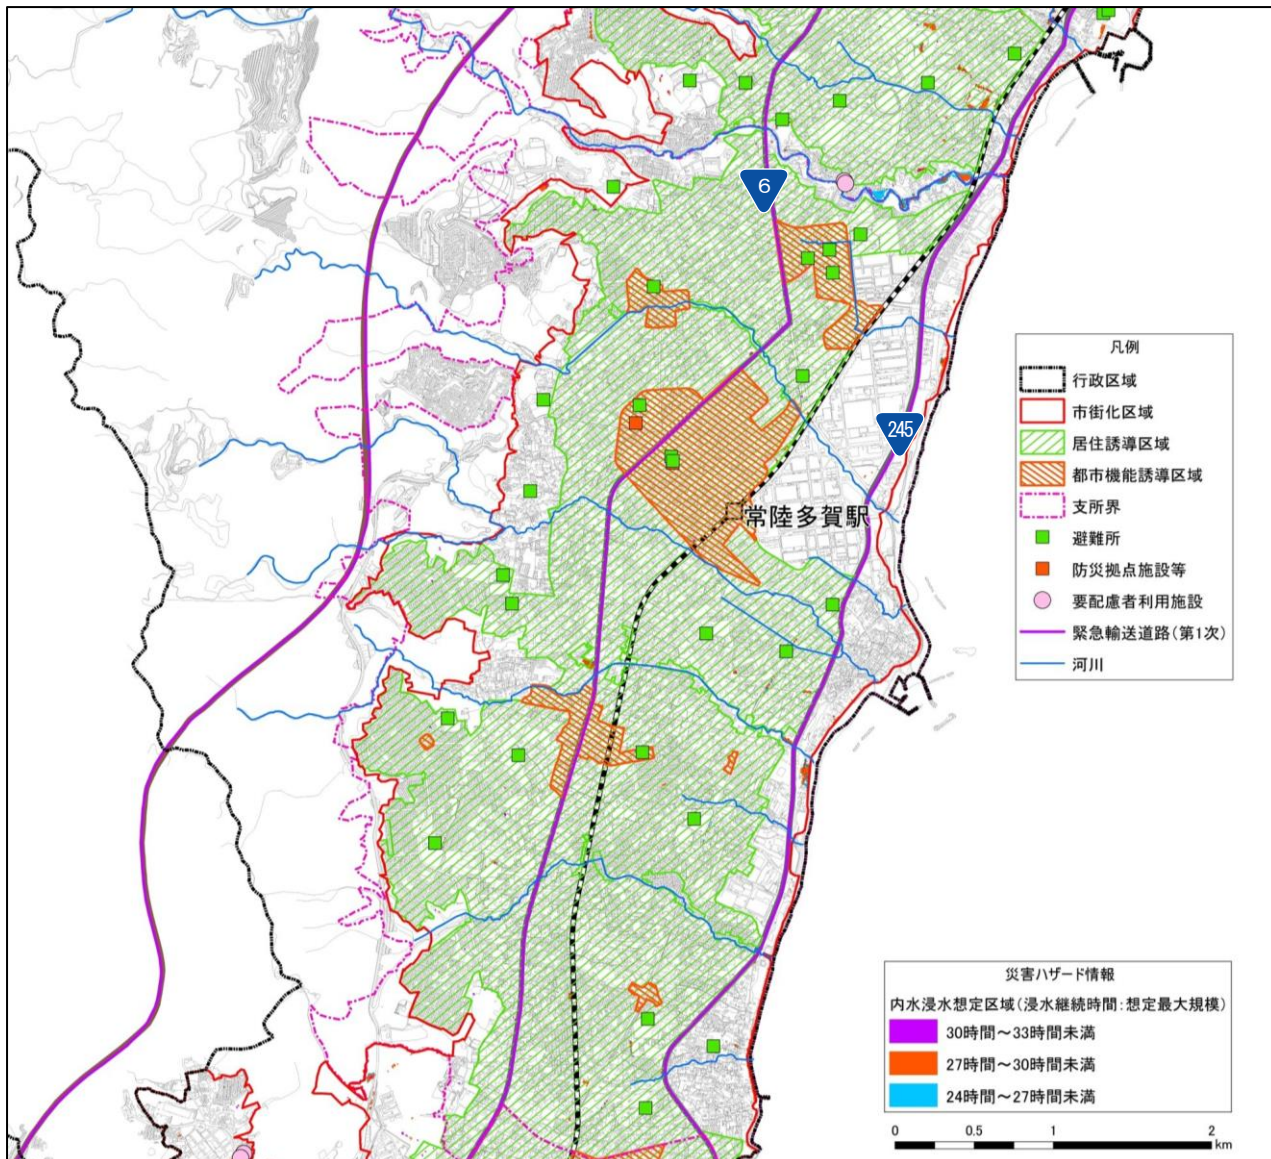 6
245
常陸多賀駅
凡例
行政区域
市街化区域
居住誘導区域
都市機能誘導区域
支所界
避難所
防災拠点施設等
要配慮者利用施設
緊急輸送道路(第1次)
河川
災害ハザード情報
内水浸水想定区域(浸水継続時間:想定最大規模)
30時間～33時間未満
27時間～30時間未満
24時間～27時間未満
0 0.5 1 2
km